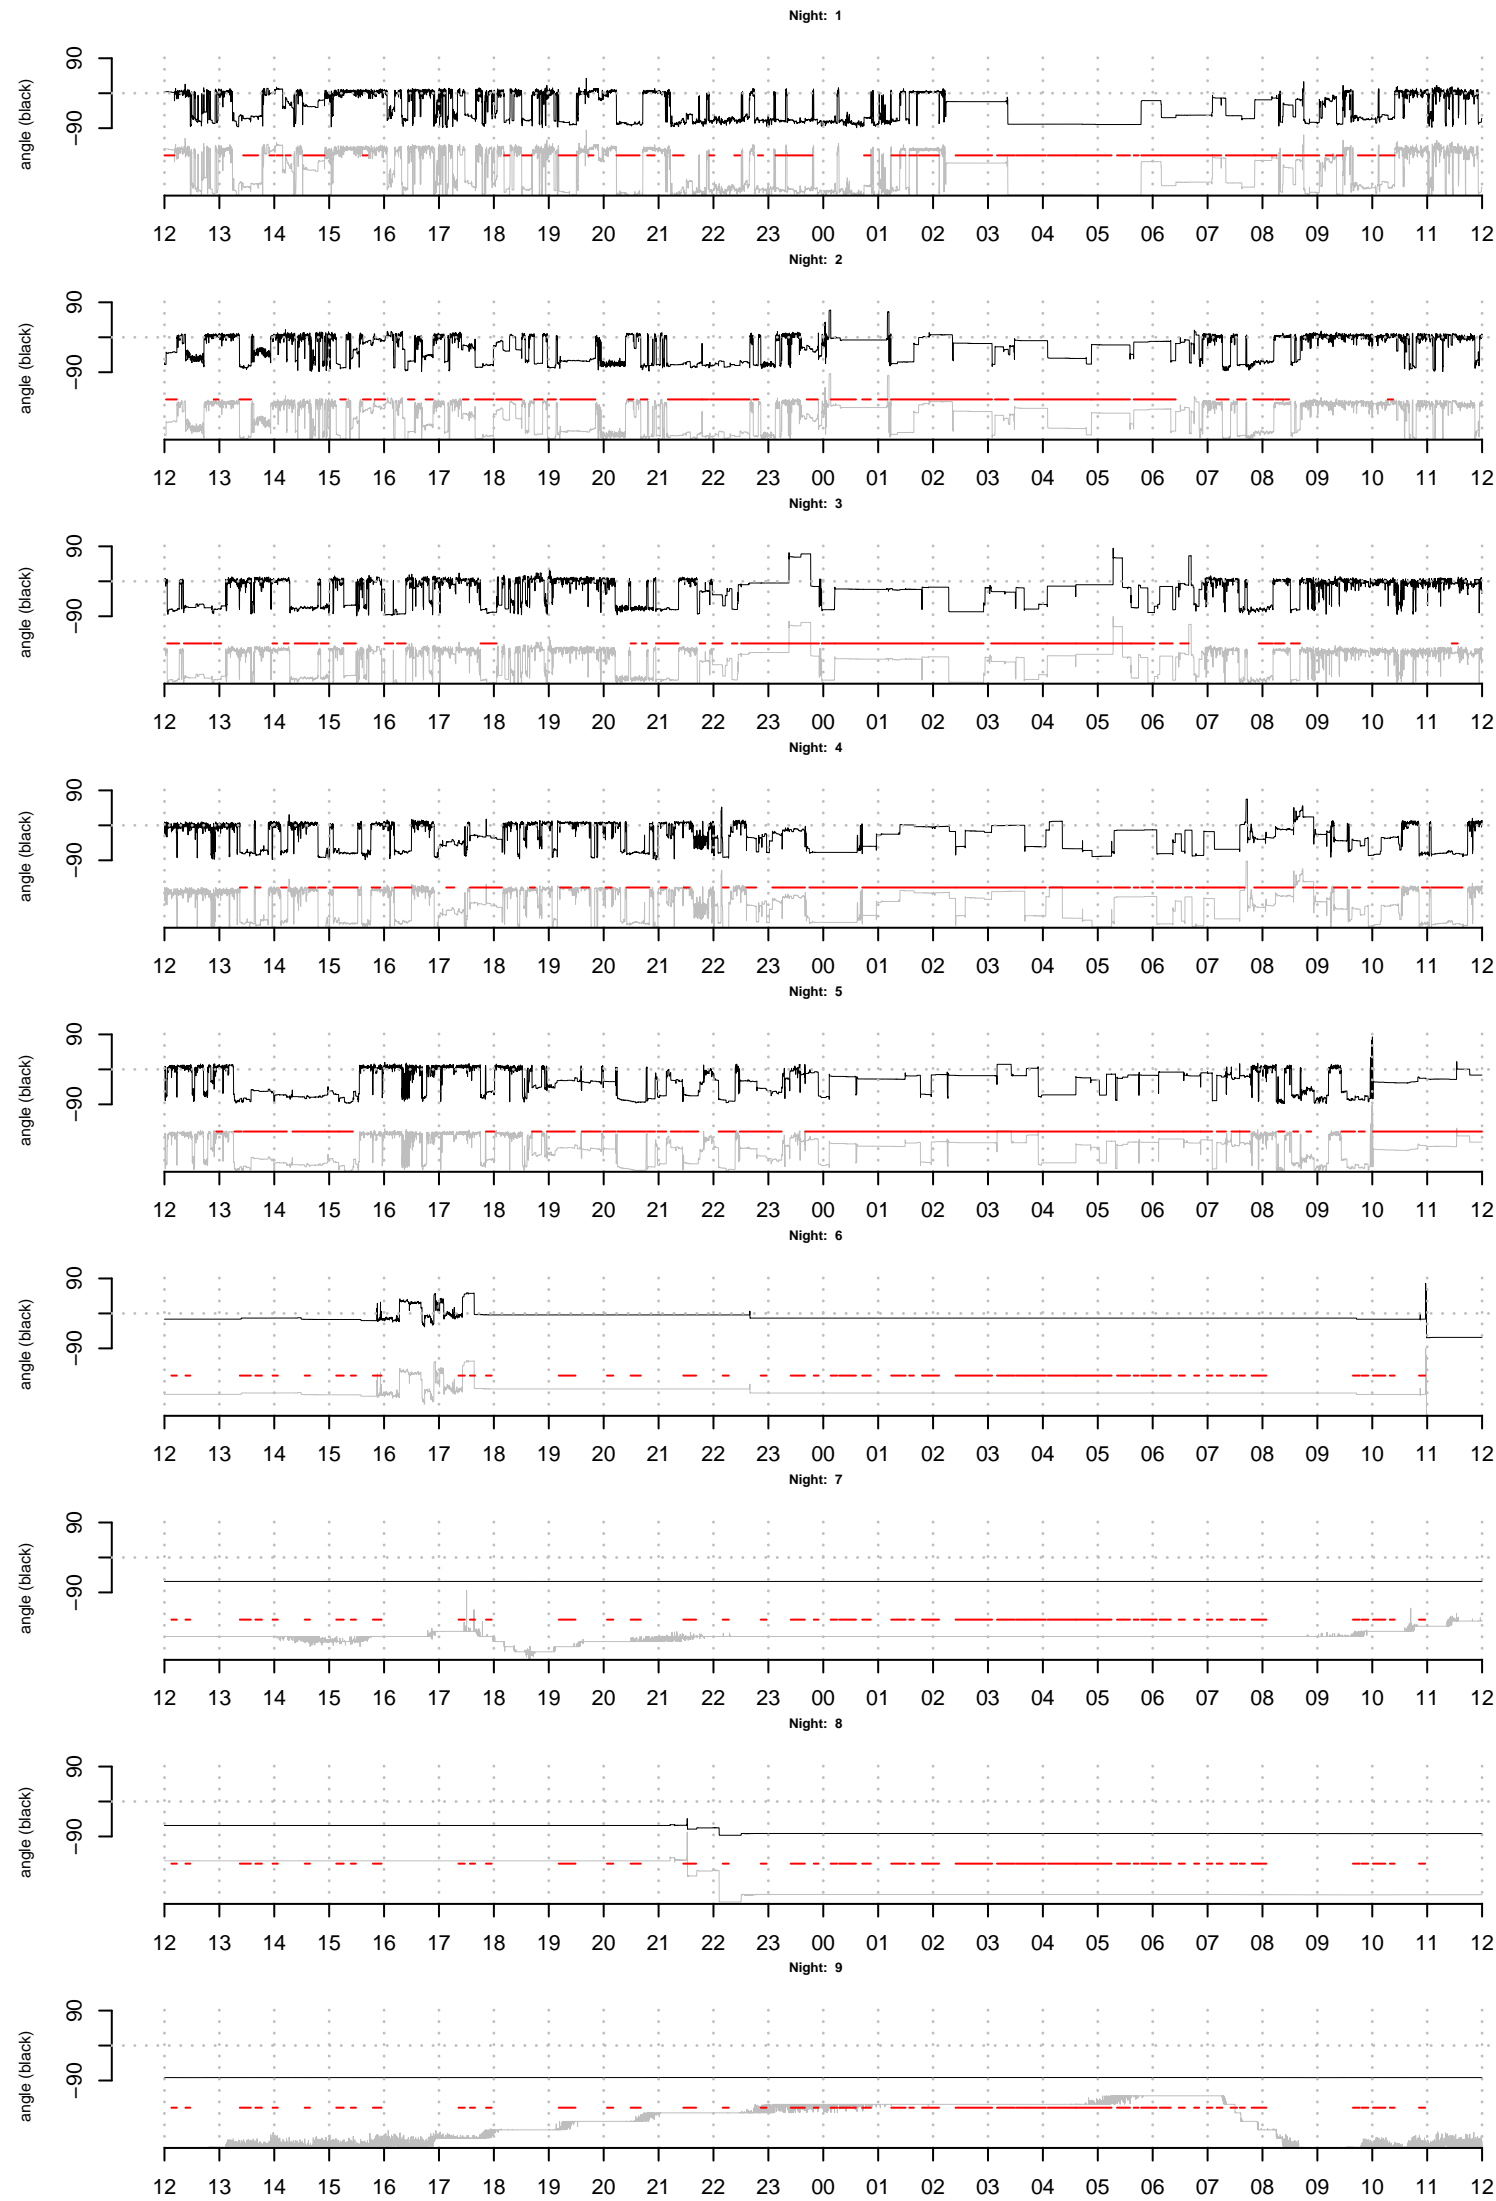 Night: 1
angle (black)
90
-90
12 13 14 15 16 17 18 19 20 21 22 23 00 01 02 03 04 05 06 07 08 09 10 11 12
Night: 2
angle (black)
90
-90
12 13 14 15 16 17 18 19 20 21 22 23 00 01 02 03 04 05 06 07 08 09 10 11 12
Night: 3
angle (black)
90
-90
12 13 14 15 16 17 18 19 20 21 22 23 00 01 02 03 04 05 06 07 08 09 10 11 12
Night: 4
angle (black)
90
-90
12 13 14 15 16 17 18 19 20 21 22 23 00 01 02 03 04 05 06 07 08 09 10 11 12
Night: 5
angle (black)
90
-90
12 13 14 15 16 17 18 19 20 21 22 23 00 01 02 03 04 05 06 07 08 09 10 11 12
Night: 6
angle (black)
90
-90
12 13 14 15 16 17 18 19 20 21 22 23 00 01 02 03 04 05 06 07 08 09 10 11 12
Night: 7
angle (black)
90
-90
12 13 14 15 16 17 18 19 20 21 22 23 00 01 02 03 04 05 06 07 08 09 10 11 12
Night: 8
angle (black)
90
-90
12 13 14 15 16 17 18 19 20 21 22 23 00 01 02 03 04 05 06 07 08 09 10 11 12
Night: 9
angle (black)
90
-90
12 13 14 15 16 17 18 19 20 21 22 23 00 01 02 03 04 05 06 07 08 09 10 11 12